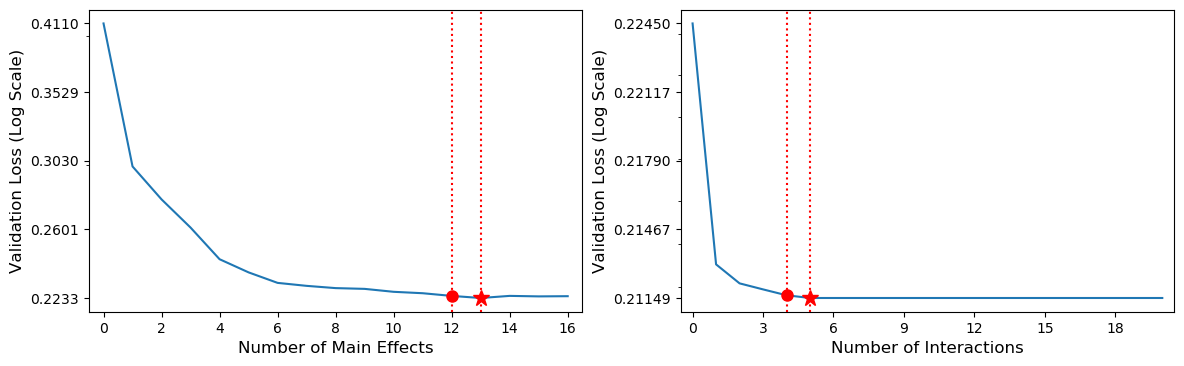 Validation Loss (Log Scale)
0.4110
0.3529
0.3030
0.2601
0.2233
0 2 4 6 8 10 12 14 16
Number of Main Effects
Validation Loss (Log Scale)
0.22450
0.22117
0.21790
0.21467
0.21149
0 3 6 9 12 15 18
Number of Interactions